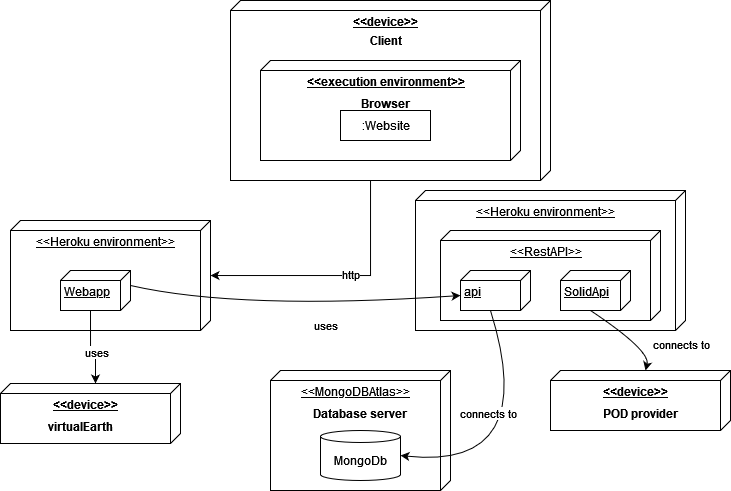 <<device>>
Client
<<execution environment>>
Browser
:Website
<<Heroku environment>>
Webapp
http
<<Heroku environment>>
<<RestAPI>>
api
SolidApi
uses
uses
connects to
<<device>>
virtualEarth
<<MongoDBAtlas>>
Database server
MongoDb
connects to
<<device>>
POD provider